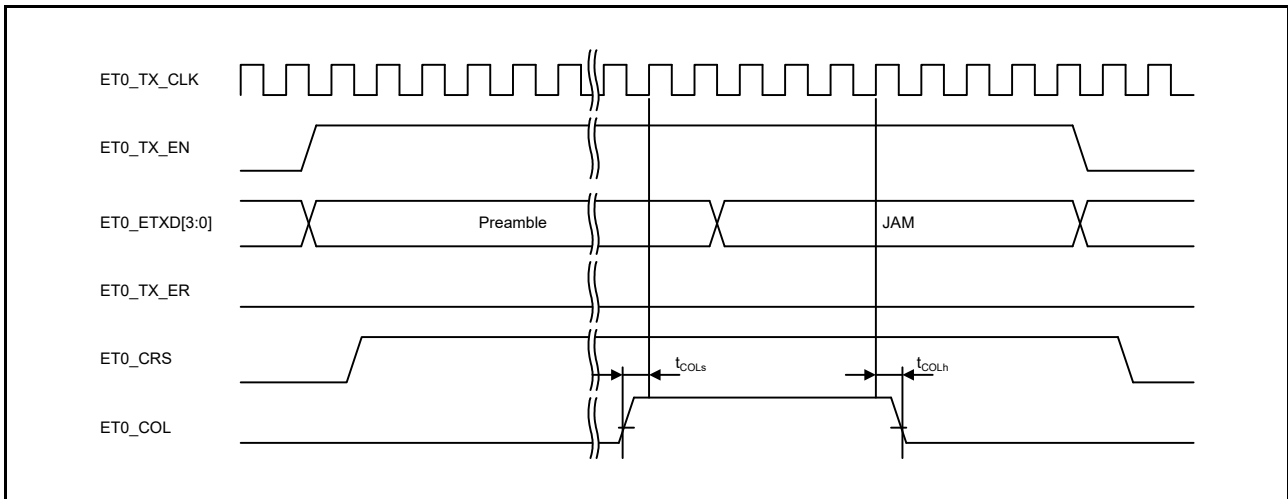 ET0_TX_CLK
ET0_TX_EN
ET0_ETXD[3:0]
Preamble
JAM
ET0_TX_ER
ET0_CRS
tCOLs
tCOLh
ET0_COL